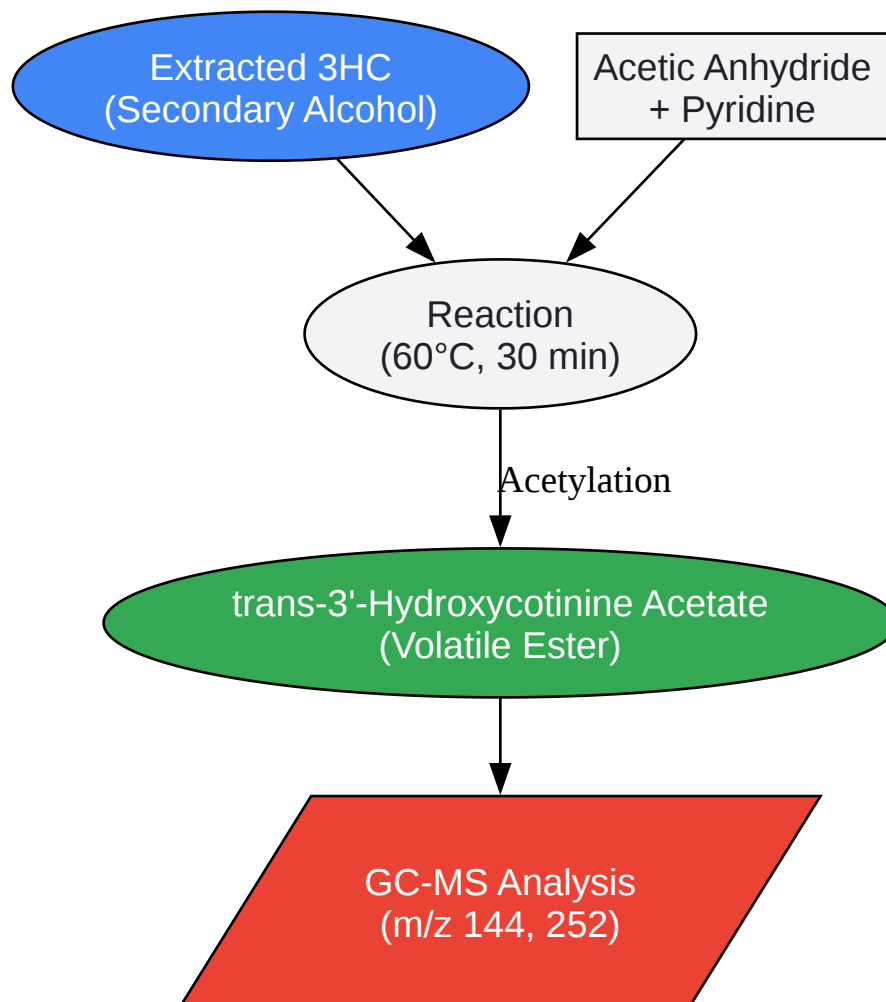 Extracted 3HC
(Secondary Alcohol)
Acetic Anhydride
+ Pyridine
Reaction
(60°C, 30 min)
Acetylation
trans-3'-Hydroxycotinine Acetate
(Volatile Ester)
GC-MS Analysis
(m/z 144, 252)